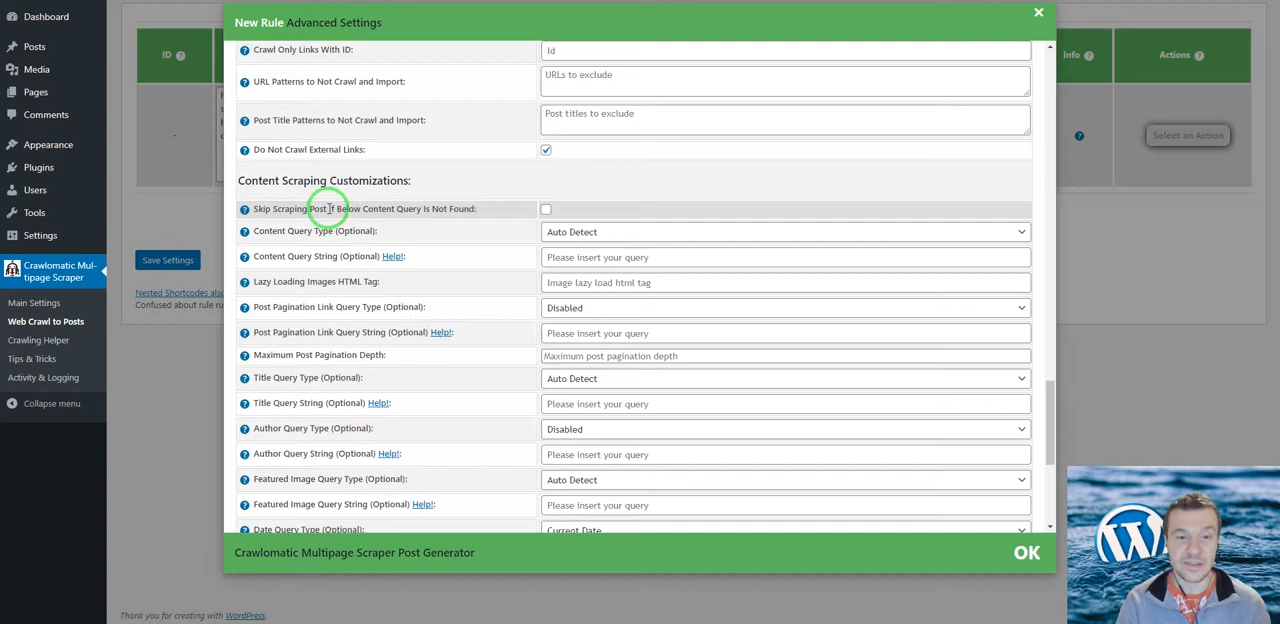 Dashboard
Posts
Media
Pages
Comments
Appearance
Plugins
Users
Tools
Settings
Crawlomatic Mul-
tipage Scraper
Main Settings
Web Crawl to Posts
Crawling Helper
Tips & Tricks
Activity & Logging
Collapse menu
ID
Info
Actions
-
Select an Action
Save Settings
Nested Shortcodes also
Confused about rule ru
New Rule Advanced Settings
×
Crawl Only Links With ID:
Id
URL Patterns to Not Crawl and Import:
URLs to exclude
Post Title Patterns to Not Crawl and Import:
Post titles to exclude
Do Not Crawl External Links:
Content Scraping Customizations:
Skip Scraping Post If Below Content Query Is Not Found:
Content Query Type (Optional):
Auto Detect
Content Query String (Optional) Help!:
Please insert your query
Lazy Loading Images HTML Tag:
Image lazy load html tag
Post Pagination Link Query Type (Optional):
Disabled
Post Pagination Link Query String (Optional) Help!:
Please insert your query
Maximum Post Pagination Depth:
Maximum post pagination depth
Title Query Type (Optional):
Auto Detect
Title Query String (Optional) Help!:
Please insert your query
Author Query Type (Optional):
Disabled
Author Query String (Optional) Help!:
Please insert your query
Featured Image Query Type (Optional):
Auto Detect
Featured Image Query String (Optional) Help!:
Please insert your query
Date Query Type (Optional):
Current Date
Crawlomatic Multipage Scraper Post Generator
OK
Thank you for creating with WordPress.